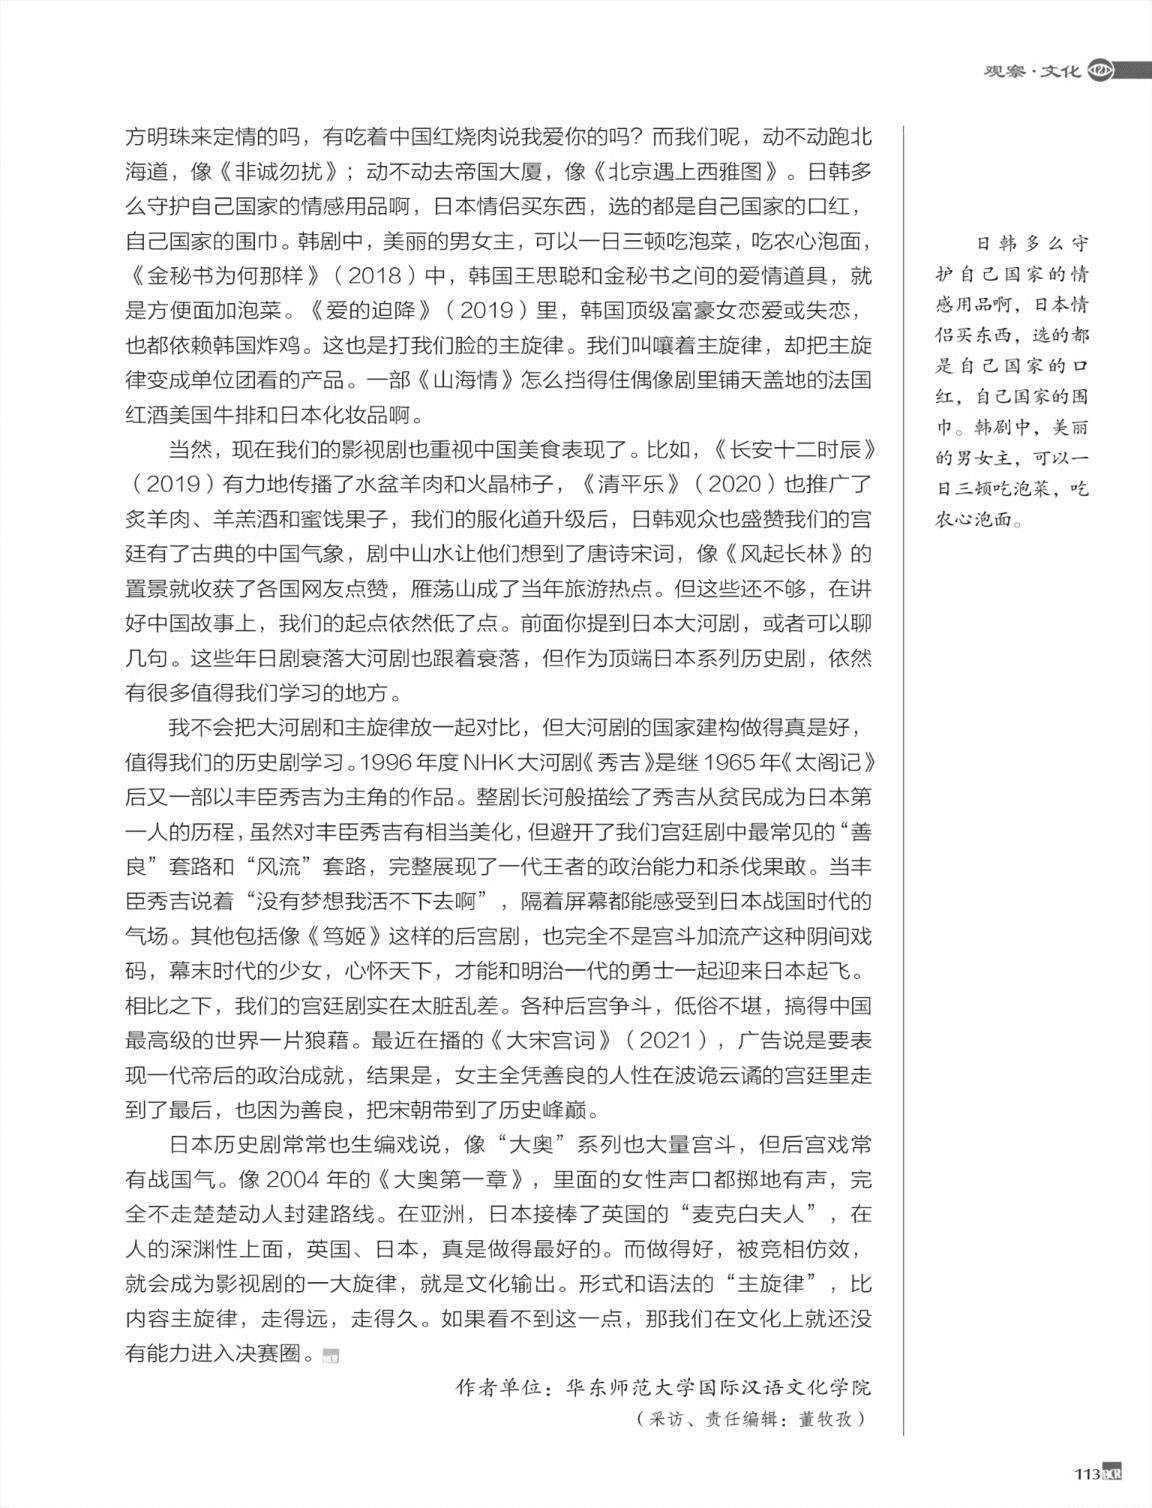 观察·文化
方明珠来定情的吗，有吃着中国红烧肉说我爱你的吗？而我们呢，动不动跑北
海道，像《非诚勿扰》；动不动去帝国大厦，像《北京遇上西雅图》。日韩多
么守护自己国家的情感用品啊，日本情侣买东西，选的都是自己国家的口红，
自己国家的围巾。韩剧中，美丽的男女主，可以一日三顿吃泡菜，吃农心泡面，
《金秘书为何那样》（2018）中，韩国王思聪和金秘书之间的爱情道具，就
是方便面加泡菜。《爱的迫降》（2019）里，韩国顶级富豪女恋爱或失恋，
也都依赖韩国炸鸡。这也是打我们脸的主旋律。我们叫嚷着主旋律，却把主旋
律变成单位团看的产品。一部《山海情》怎么挡得住偶像剧里铺天盖地的法国
红酒美国牛排和日本化妆品啊。
当然，现在我们的影视剧也重视中国美食表现了。比如，《长安十二时辰》
（2019）有力地传播了水盆羊肉和火晶柿子，《清平乐》（2020）也推广了
炙羊肉、羊羔酒和蜜饯果子，我们的服化道升级后，日韩观众也盛赞我们的宫
廷有了古典的中国气象，剧中山水让他们想到了唐诗宋词，像《风起长林》的
置景就收获了各国网友点赞，雁荡山成了当年旅游热点。但这些还不够，在讲
好中国故事上，我们的起点依然低了点。前面你提到日本大河剧，或者可以聊
几句。这些年日剧衰落大河剧也跟着衰落，但作为顶端日本系列历史剧，依然
有很多值得我们学习的地方。
我不会把大河剧和主旋律放一起对比，但大河剧的国家建构做得真是好，
值得我们的历史剧学习。1996年度NHK大河剧《秀吉》是继1965年《太阁记》
后又一部以丰臣秀吉为主角的作品。整剧长河般描绘了秀吉从贫民成为日本第
一人的历程，虽然对丰臣秀吉有相当美化，但避开了我们宫廷剧中最常见的“善
良”套路和“风流”套路，完整展现了一代王者的政治能力和杀伐果敢。当丰
臣秀吉说着“没有梦想我活不下去啊”，隔着屏幕都能感受到日本战国时代的
气场。其他包括像《笃姬》这样的后宫剧，也完全不是宫斗加流产这种阴间戏
码，幕末时代的少女，心怀天下，才能和明治一代的勇士一起迎来日本起飞。
相比之下，我们的宫廷剧实在太脏乱差。各种后宫争斗，低俗不堪，搞得中国
最高级的世界一片狼藉。最近在播的《大宋宫词》（2021），广告说是要表
现一代帝后的政治成就，结果是，女主全凭善良的人性在波诡云谲的宫廷里走
到了最后，也因为善良，把宋朝带到了历史峰巅。
日本历史剧常常也生编戏说，像“大奥”系列也大量宫斗，但后宫戏常
有战国气。像2004年的《大奥第一章》，里面的女性声口都掷地有声，完
全不走楚楚动人封建路线。在亚洲，日本接棒了英国的“麦克白夫人”，在
人的深渊性上面，英国、日本，真是做得最好的。而做得好，被竞相仿效，
就会成为影视剧的一大旋律，就是文化输出。形式和语法的“主旋律”，比
内容主旋律，走得远，走得久。如果看不到这一点，那我们在文化上就还没
有能力进入决赛圈。
作者单位：华东师范大学国际汉语文化学院
（采访、责任编辑：董牧孜）
日韩多么守
护自己国家的情
感用品啊，日本情
侣买东西，选的都
是自己国家的口
红，自己国家的围
巾。韩剧中，美丽
的男女主，可以一
日三顿吃泡菜，吃
农心泡面。
113